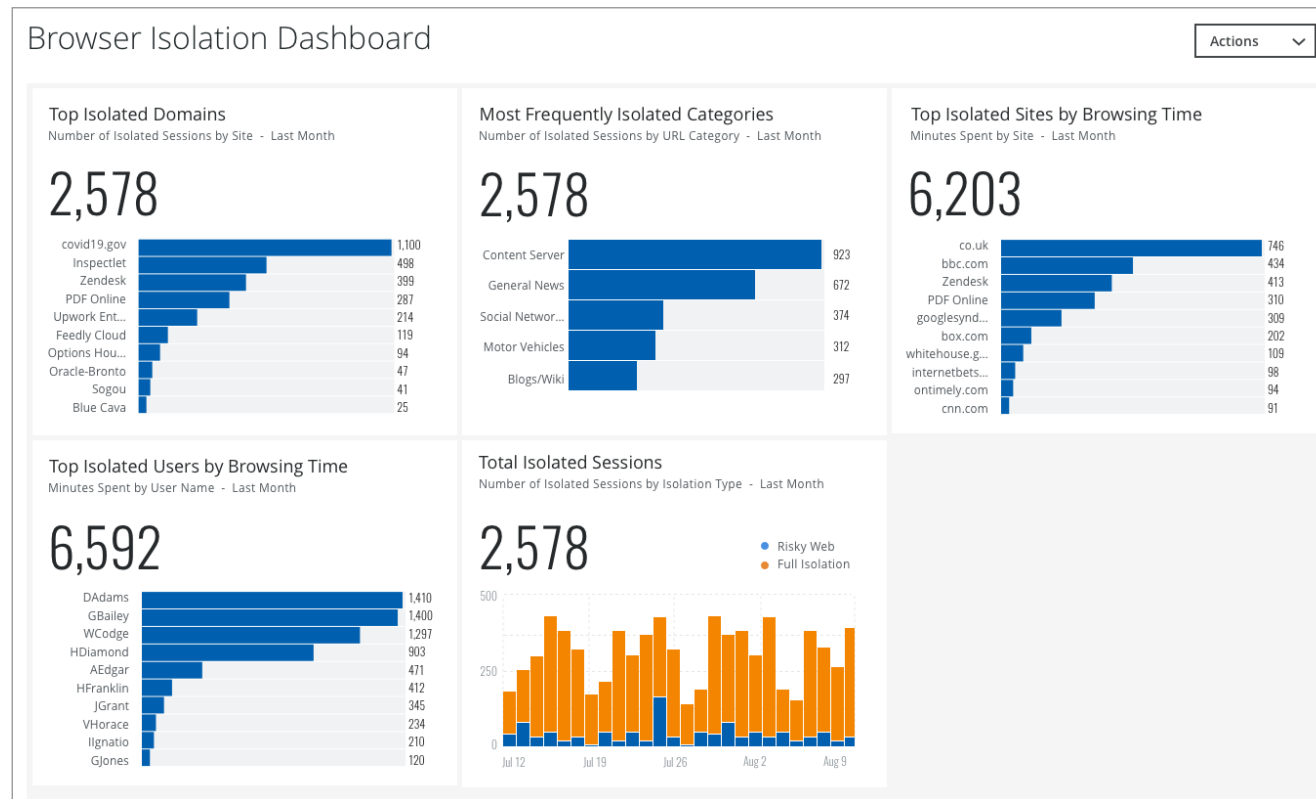 Browser Isolation Dashboard
Actions
Top Isolated Domains
Number of Isolated Sessions by Site - Last Month
2,578
covid19.gov 1,100
Inspectlet 498
Zendesk 399
PDF Online 287
Upwork Ent... 214
Feedly Cloud 119
Options Hou... 94
Oracle-Bronto 47
Sogou 41
Blue Cava 25
Most Frequently Isolated Categories
Number of Isolated Sessions by URL Category - Last Month
2,578
Content Server 923
General News 672
Social Networ... 374
Motor Vehicles 312
Blogs/Wiki 297
Top Isolated Sites by Browsing Time
Minutes Spent by Site - Last Month
6,203
co.uk 746
bbc.com 434
Zendesk 413
PDF Online 310
googlesynd... 309
box.com 202
whitehouse.g... 109
internetbets... 98
ontimely.com 94
cnn.com 91
Top Isolated Users by Browsing Time
Minutes Spent by User Name - Last Month
6,592
DAdams 1,410
GBailey 1,400
WCodge 1,297
HDiamond 903
AEdgar 471
HFranklin 412
JGrant 345
VHorace 234
IIgnatio 210
GJones 120
Total Isolated Sessions
Number of Isolated Sessions by Isolation Type - Last Month
2,578
Risky Web
Full Isolation
500
250
0
Jul 12 Jul 19 Jul 26 Aug 2 Aug 9